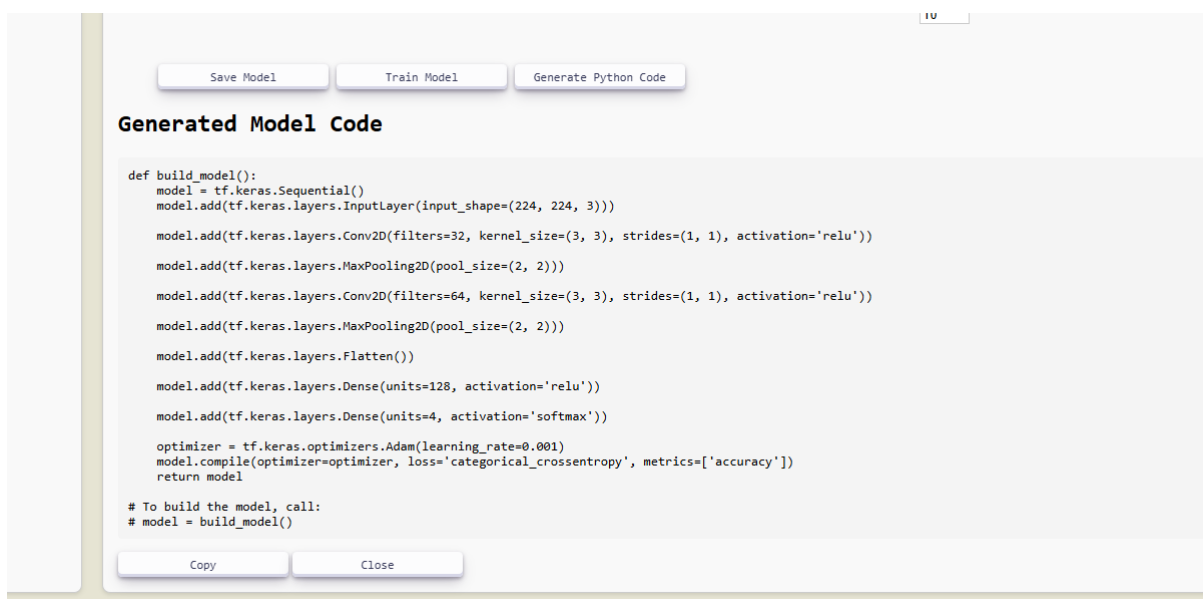 10
Save Model Train Model Generate Python Code
Generated Model Code
def build_model():
    model = tf.keras.Sequential()
    model.add(tf.keras.layers.InputLayer(input_shape=(224, 224, 3)))
    model.add(tf.keras.layers.Conv2D(filters=32, kernel_size=(3, 3), strides=(1, 1), activation='relu'))
    model.add(tf.keras.layers.MaxPooling2D(pool_size=(2, 2)))
    model.add(tf.keras.layers.Conv2D(filters=64, kernel_size=(3, 3), strides=(1, 1), activation='relu'))
    model.add(tf.keras.layers.MaxPooling2D(pool_size=(2, 2)))
    model.add(tf.keras.layers.Flatten())
    model.add(tf.keras.layers.Dense(units=128, activation='relu'))
    model.add(tf.keras.layers.Dense(units=4, activation='softmax'))
    optimizer = tf.keras.optimizers.Adam(learning_rate=0.001)
    model.compile(optimizer=optimizer, loss='categorical_crossentropy', metrics=['accuracy'])
    return model
# To build the model, call:
# model = build_model()
Copy Close